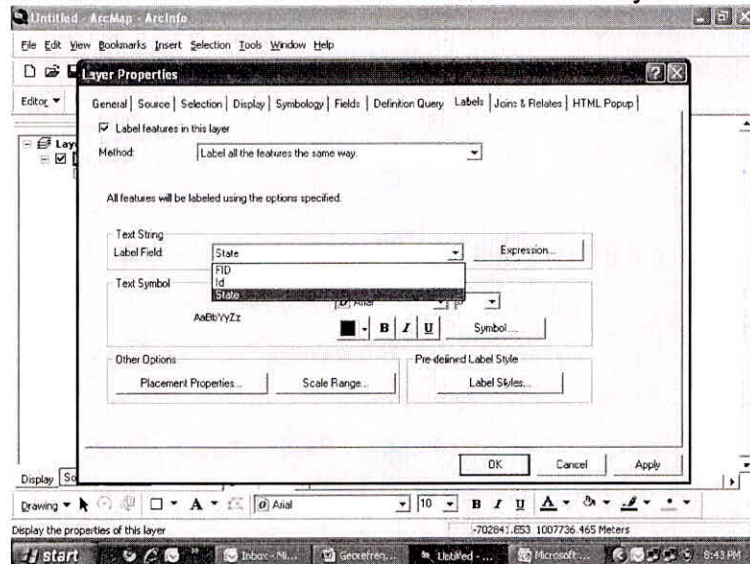 Untitled - ArcMap - ArcInfo
File Edit View Bookmarks Insert Selection Tools Window Help
Layer Properties
Editor
General Source Selection Display Symbology Fields Definition Query Labels Joins & Relates HTML Popup
Label features in this layer
Method: Label all the features the same way.
All features will be labeled using the options specified.
Text String
Label Field: State Expression...
FID
Id
State
Text Symbol
AaBbYyZz
B I U Symbol...
Other Options
Pre-defined Label Style
Placement Properties... Scale Range... Label Styles...
OK Cancel Apply
Display
Drawing A Arial 10 B I U A
Display the properties of this layer
-702841.653 1007736.465 Meters
start Inbox - Untitled - ... Microsoft... 8:43 PM